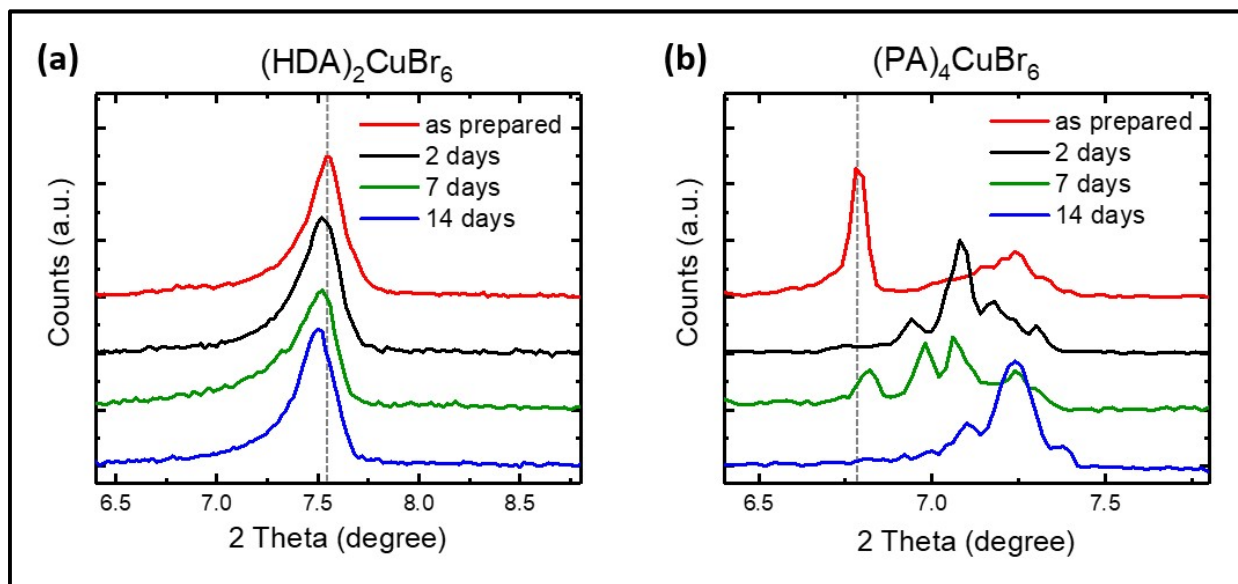 (a)
(HDA)₂CuBr₆
as prepared
2 days
7 days
14 days
Counts (a.u.)
6.5 7.0 7.5 8.0 8.5
2 Theta (degree)
(b)
(PA)₄CuBr₆
as prepared
2 days
7 days
14 days
Counts (a.u.)
6.5 7.0 7.5
2 Theta (degree)